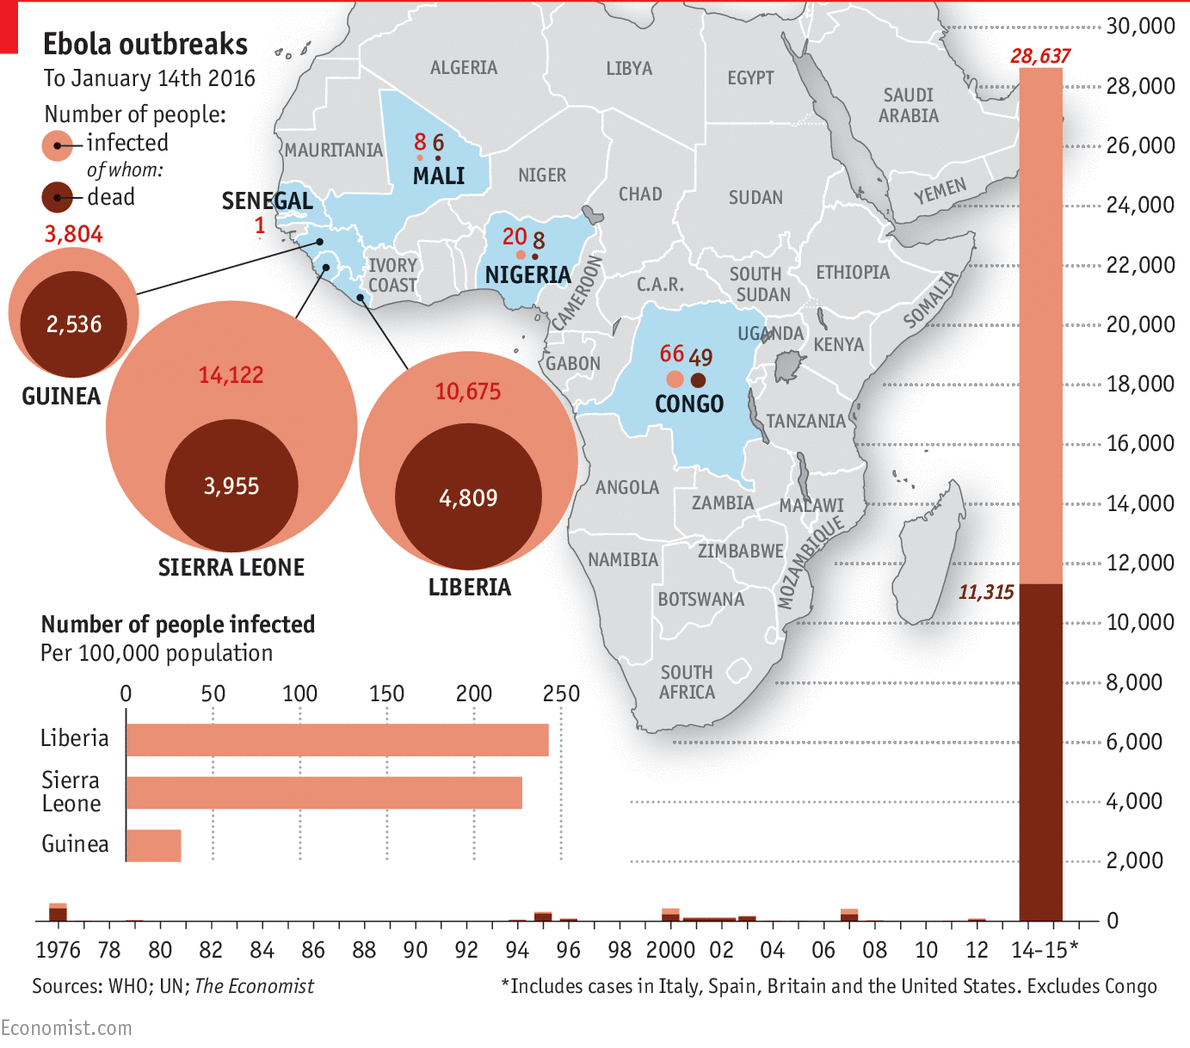 Ebola outbreaks
To January 14th 2016
Number of people:
infected
of whom:
dead
ALGERIA
LIBYA
EGYPT
SAUDI
ARABIA
MAURITANIA
8 6
MALI
NIGER
CHAD
SUDAN
YEMEN
SENEGAL
1
20 8
NIGERIA
IVORY
COAST
CAMEROON
C.A.R.
SOUTH
SUDAN
ETHIOPIA
SOMALIA
UGANDA
KENYA
GABON
66 49
CONGO
TANZANIA
ANGOLA
ZAMBIA
MALAWI
MOZAMBIQUE
ZIMBABWE
NAMIBIA
BOTSWANA
SOUTH
AFRICA
3,804
2,536
GUINEA
14,122
3,955
SIERRA LEONE
10,675
4,809
LIBERIA
Number of people infected
Per 100,000 population
0 50 100 150 200 250
Liberia
Sierra
Leone
Guinea
30,000
28,637
28,000
26,000
24,000
22,000
20,000
18,000
16,000
14,000
12,000
11,315
10,000
8,000
6,000
4,000
2,000
0
1976 78 80 82 84 86 88 90 92 94 96 98 2000 02 04 06 08 10 12 14-15*
Sources: WHO; UN; The Economist
*Includes cases in Italy, Spain, Britain and the United States. Excludes Congo
Economist.com